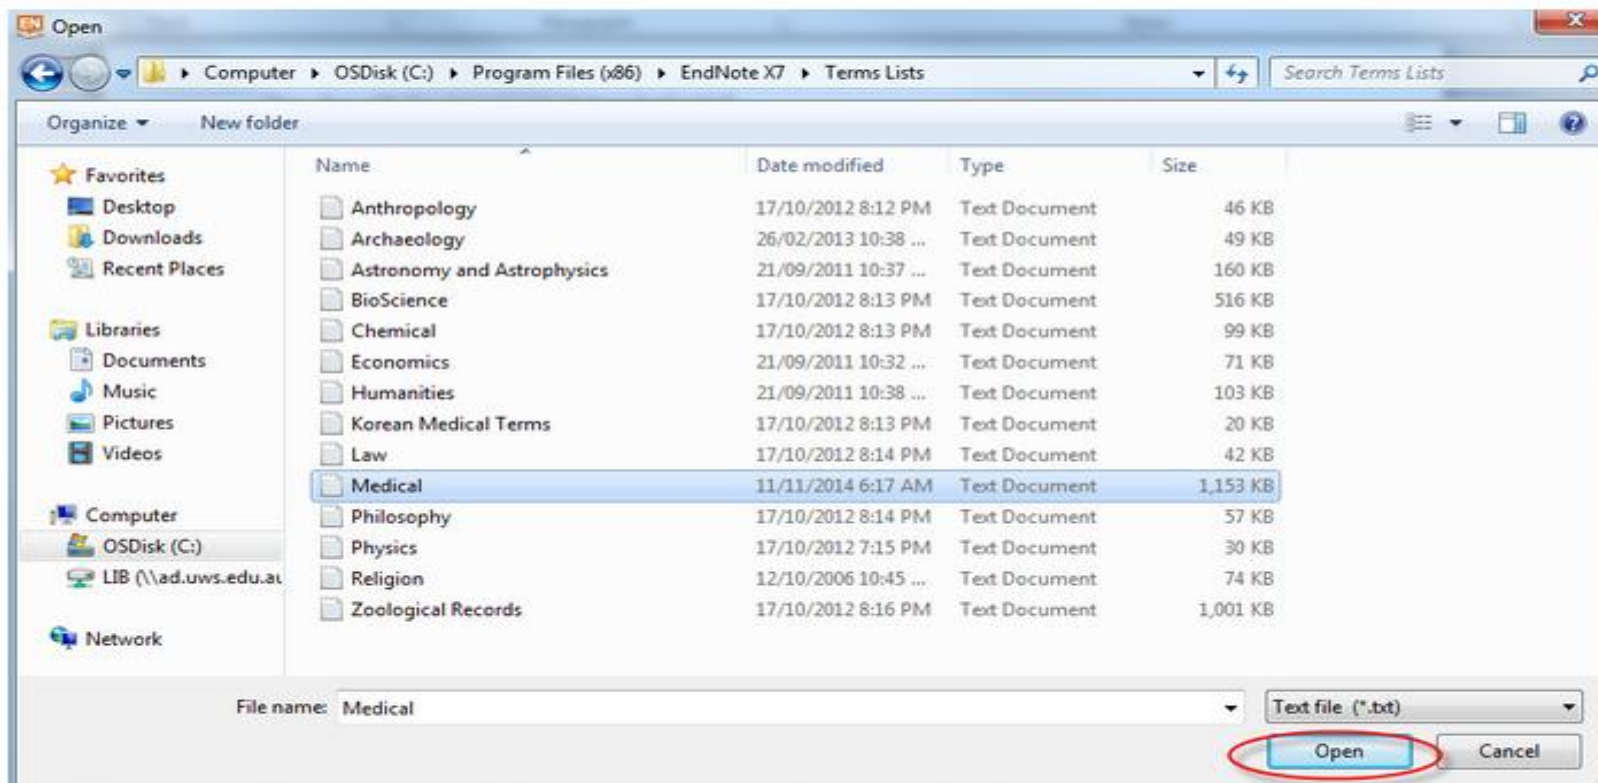 EN Open
Computer ▸ OSDisk (C:) ▸ Program Files (x86) ▸ EndNote X7 ▸ Terms Lists
Search Terms Lists
Organize
New folder
Favorites
Desktop
Downloads
Recent Places
Libraries
Documents
Music
Pictures
Videos
Computer
OSDisk (C:)
LIB (\\ad.uws.edu.au
Network
Name Date modified Type Size
Anthropology 17/10/2012 8:12 PM Text Document 46 KB
Archaeology 26/02/2013 10:38 ... Text Document 49 KB
Astronomy and Astrophysics 21/09/2011 10:37 ... Text Document 160 KB
BioScience 17/10/2012 8:13 PM Text Document 516 KB
Chemical 17/10/2012 8:13 PM Text Document 99 KB
Economics 21/09/2011 10:32 ... Text Document 71 KB
Humanities 21/09/2011 10:38 ... Text Document 103 KB
Korean Medical Terms 17/10/2012 8:13 PM Text Document 20 KB
Law 17/10/2012 8:14 PM Text Document 42 KB
Medical 11/11/2014 6:17 AM Text Document 1,153 KB
Philosophy 17/10/2012 8:14 PM Text Document 57 KB
Physics 17/10/2012 7:15 PM Text Document 30 KB
Religion 12/10/2006 10:45 ... Text Document 74 KB
Zoological Records 17/10/2012 8:16 PM Text Document 1,001 KB
File name: Medical
Text file (*.txt)
Open
Cancel